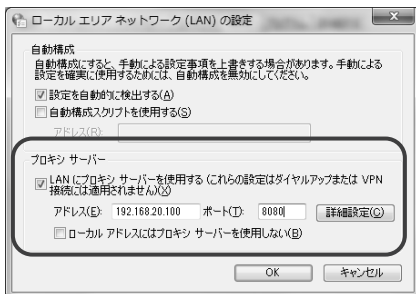 ローカル エリア ネットワーク (LAN) の設定
自動構成
自動構成にすると、手動による設定事項を上書きする場合があります。手動による
設定を確実に使用するためには、自動構成を無効にしてください。
設定を自動的に検出する(A)
自動構成スクリプトを使用する(S)
アドレス(R):
プロキシ サーバー
LAN にプロキシ サーバーを使用する (これらの設定はダイヤルアップまたは VPN
接続には適用されません)(X)
アドレス(E): 192.168.20.100 ポート(T): 8080 詳細設定(C)
ローカル アドレスにはプロキシ サーバーを使用しない(B)
OK キャンセル